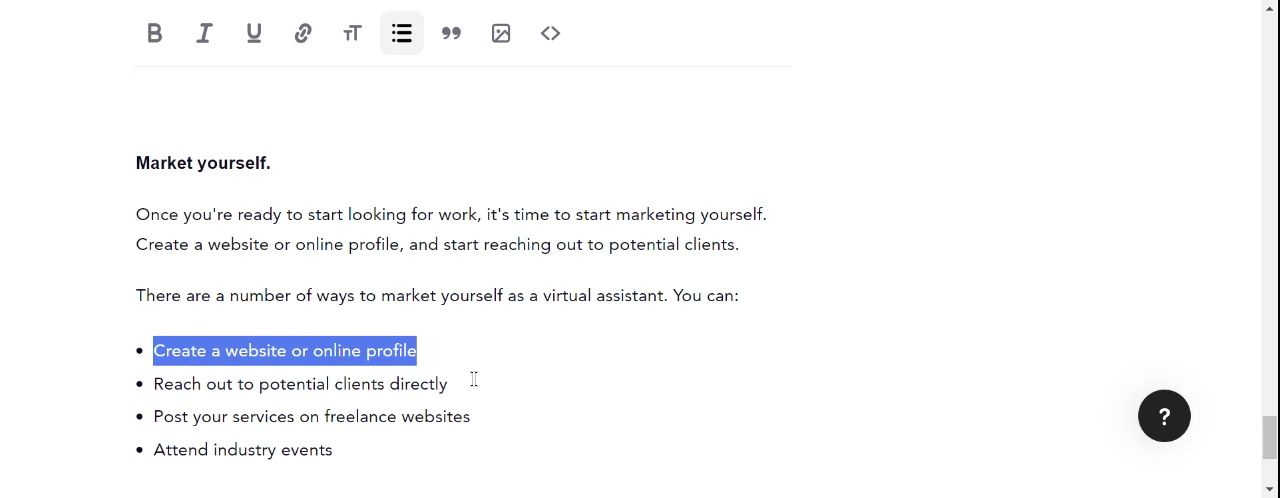 B I U TT ”
Market yourself.
Once you're ready to start looking for work, it's time to start marketing yourself.
Create a website or online profile, and start reaching out to potential clients.
There are a number of ways to market yourself as a virtual assistant. You can:
• Create a website or online profile
• Reach out to potential clients directly
• Post your services on freelance websites
• Attend industry events
?